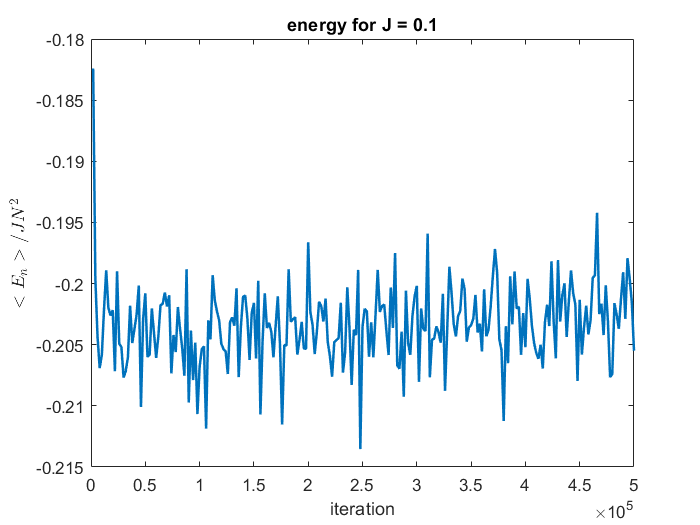 energy for J = 0.1
-0.18
-0.185
-0.19
-0.195
-0.2
-0.205
-0.21
-0.215
< E_n > /JN^2
0 0.5 1 1.5 2 2.5 3 3.5 4 4.5 5
iteration
×10^5